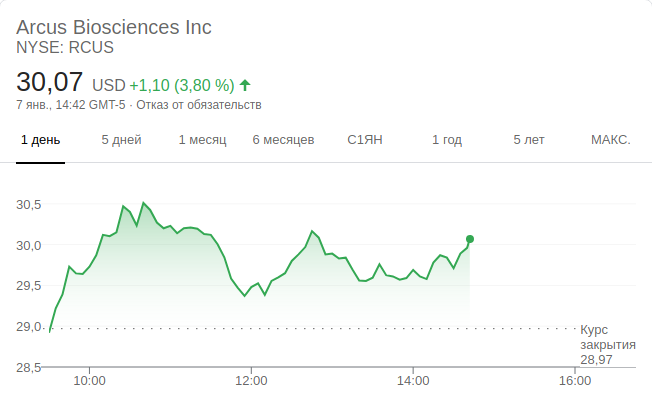 Arcus Biosciences Inc
NYSE: RCUS
30,07 USD +1,10 (3,80 %)
7 янв., 14:42 GMT-5 · Отказ от обязательств
1 день 5 дней 1 месяц 6 месяцев С1ЯН 1 год 5 лет МАКС.
30,5
30,0
29,5
29,0
Курс
закрытия
28,97
28,5
10:00 12:00 14:00 16:00